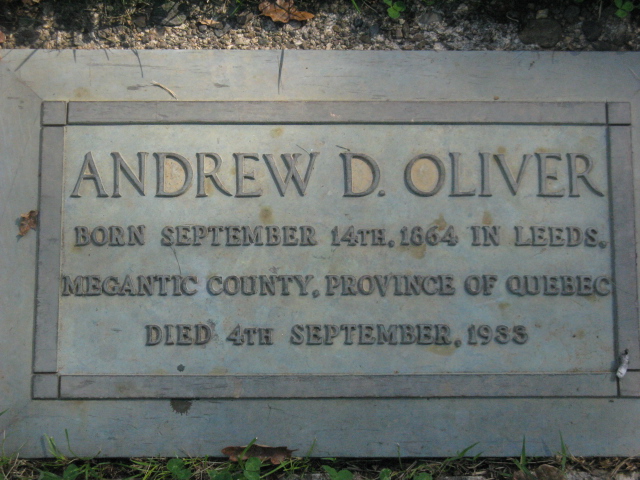 ANDREW D. OLIVER
BORN SEPTEMBER 14TH, 1864 IN LEEDS,
MEGANTIC COUNTY, PROVINCE OF QUEBEC
DIED 4TH SEPTEMBER, 1933